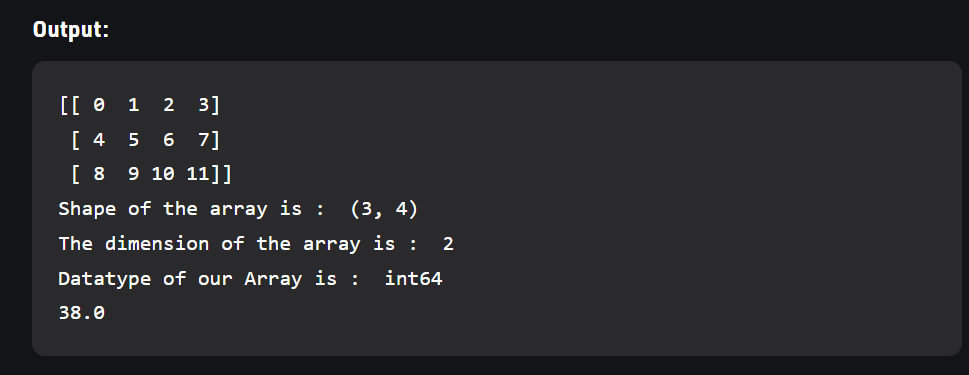 Output:
[[ 0  1  2  3]
 [ 4  5  6  7]
 [ 8  9 10 11]]
Shape of the array is :  (3, 4)
The dimension of the array is :  2
Datatype of our Array is :  int64
38.0